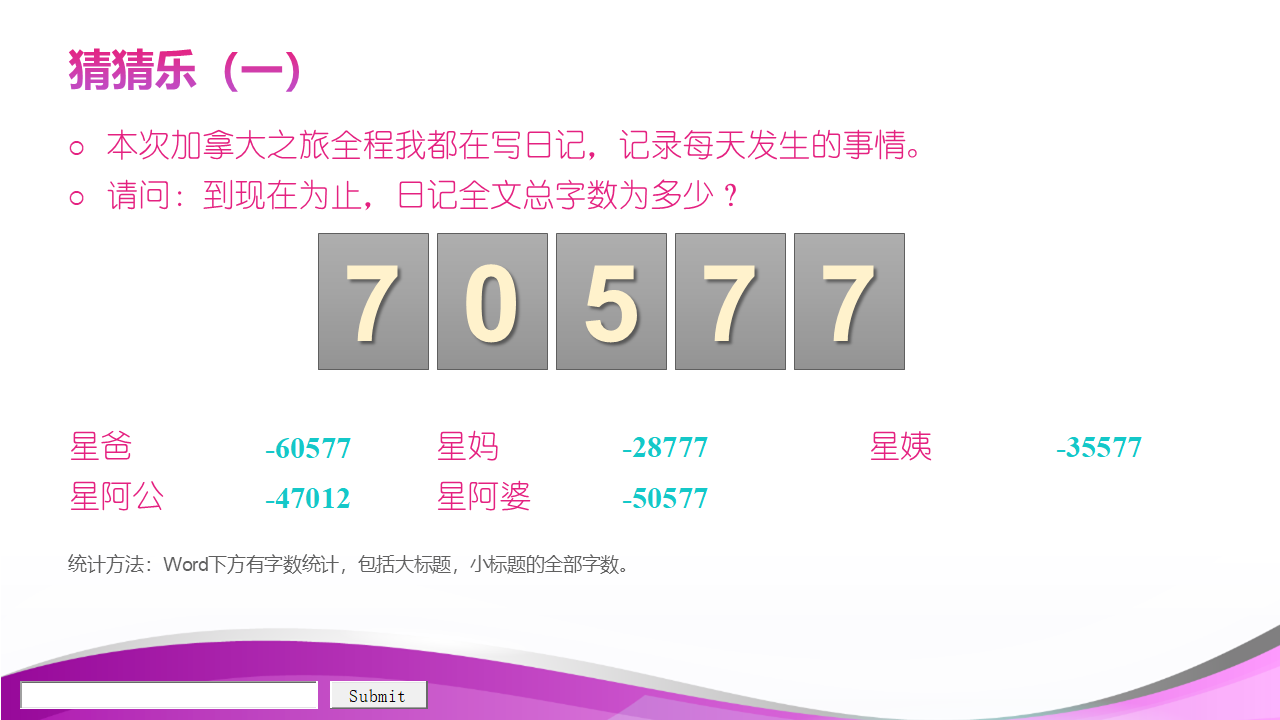 猜猜乐（一）
○ 本次加拿大之旅全程我都在写日记，记录每天发生的事情。
○ 请问：到现在为止，日记全文总字数为多少？
7 0 5 7 7
星爸 -60577 星妈 -28777 星姨 -35577
星阿公 -47012 星阿婆 -50577
统计方法：Word下方有字数统计，包括大标题，小标题的全部字数。
Submit